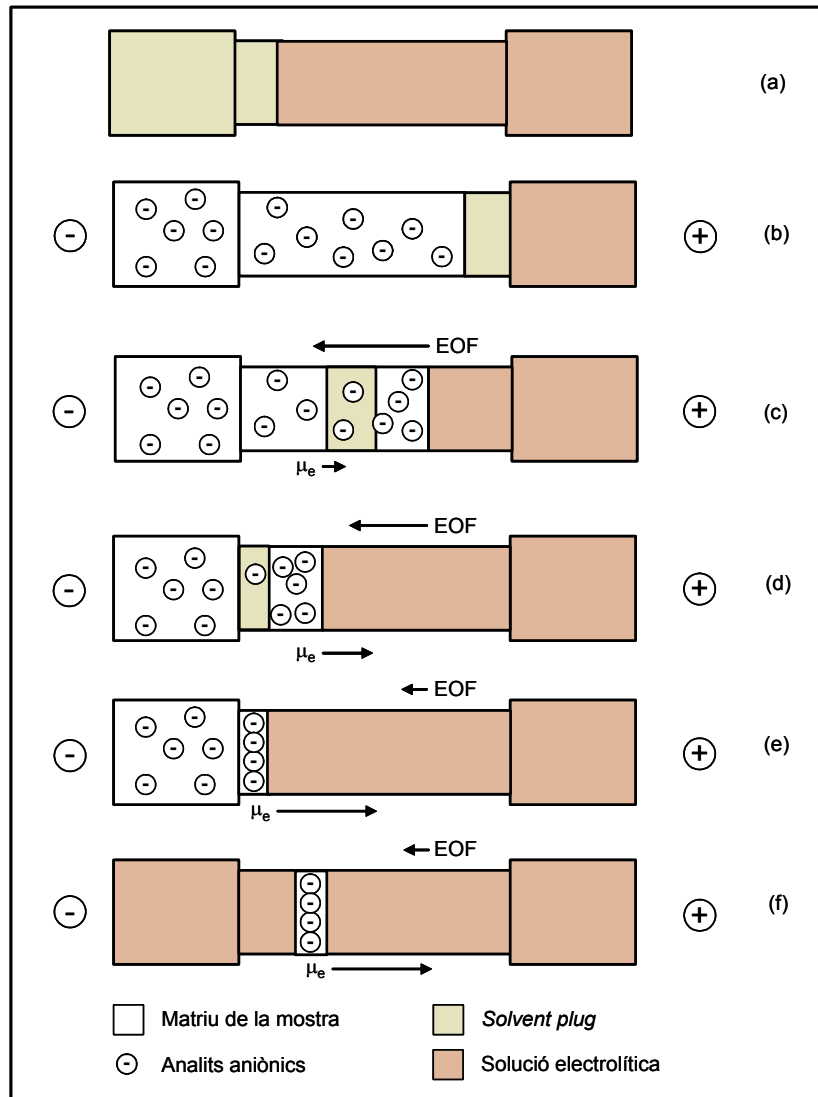 (a)
- + (b)
EOF
- + (c)
μe
EOF
- + (d)
μe
EOF
- + (e)
μe
EOF
- + (f)
μe
Matriu de la mostra Solvent plug
- Analits aniònics Solució electrolítica